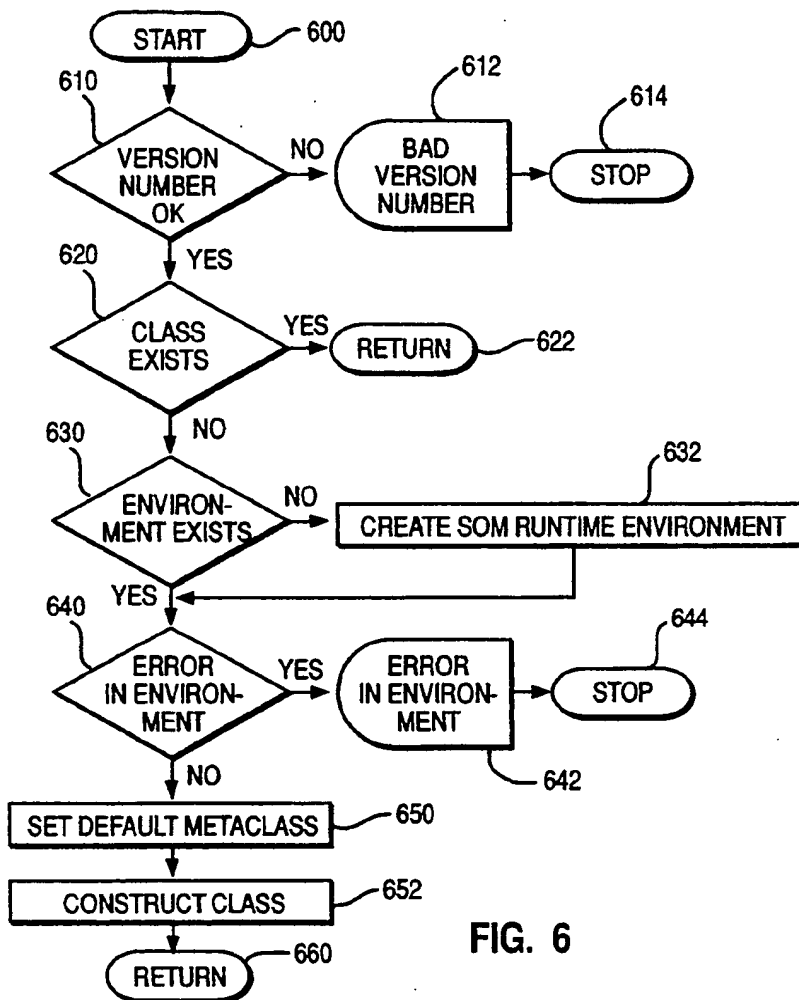 START
600
610
612
614
VERSION
NUMBER
OK
NO
BAD
VERSION
NUMBER
STOP
YES
620
CLASS
EXISTS
YES
RETURN
622
NO
630
632
ENVIRON-
MENT EXISTS
NO
CREATE SOM RUNTIME ENVIRONMENT
YES
640
644
ERROR
IN ENVIRON-
MENT
YES
ERROR
IN ENVIRON-
MENT
STOP
642
NO
SET DEFAULT METACLASS
650
CONSTRUCT CLASS
652
RETURN
660
FIG. 6